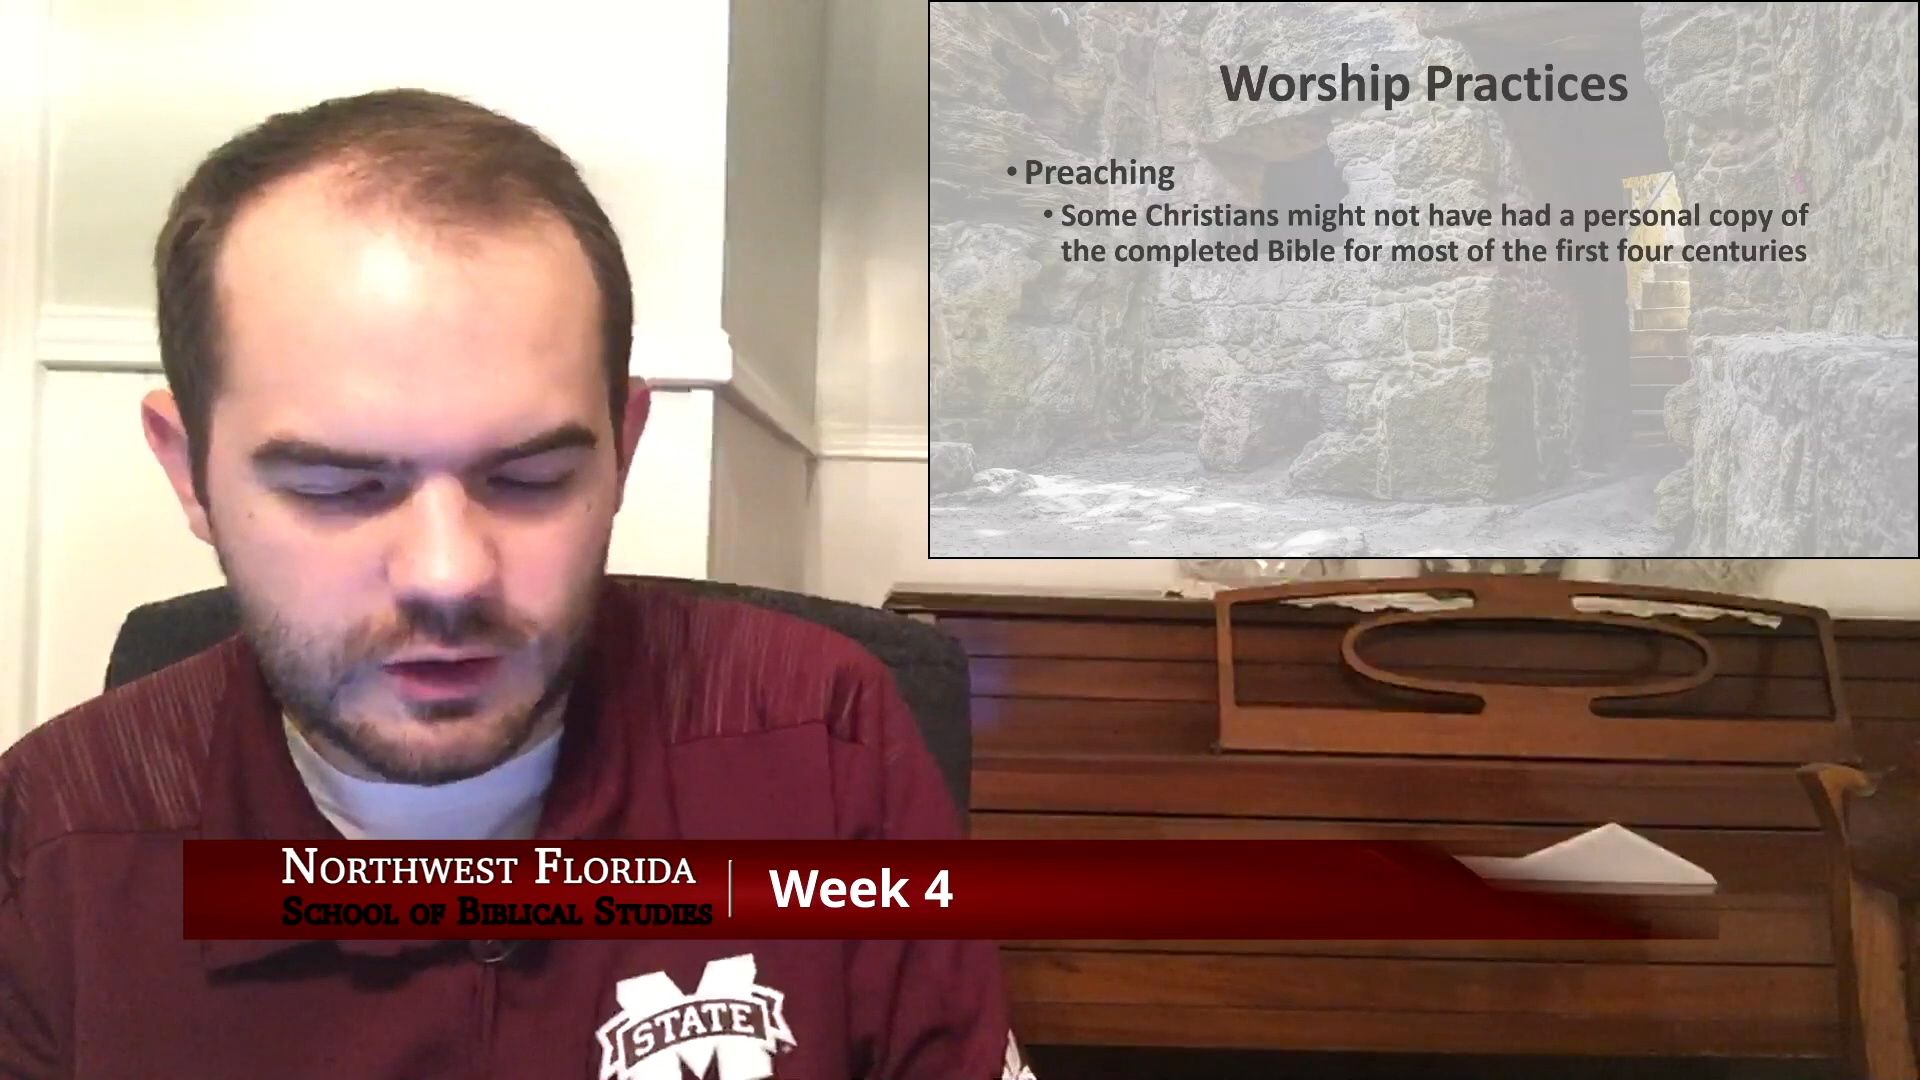 Worship Practices
• Preaching
• Some Christians might not have had a personal copy of
the completed Bible for most of the first four centuries
Northwest Florida
School of Biblical Studies
Week 4
STATE
M